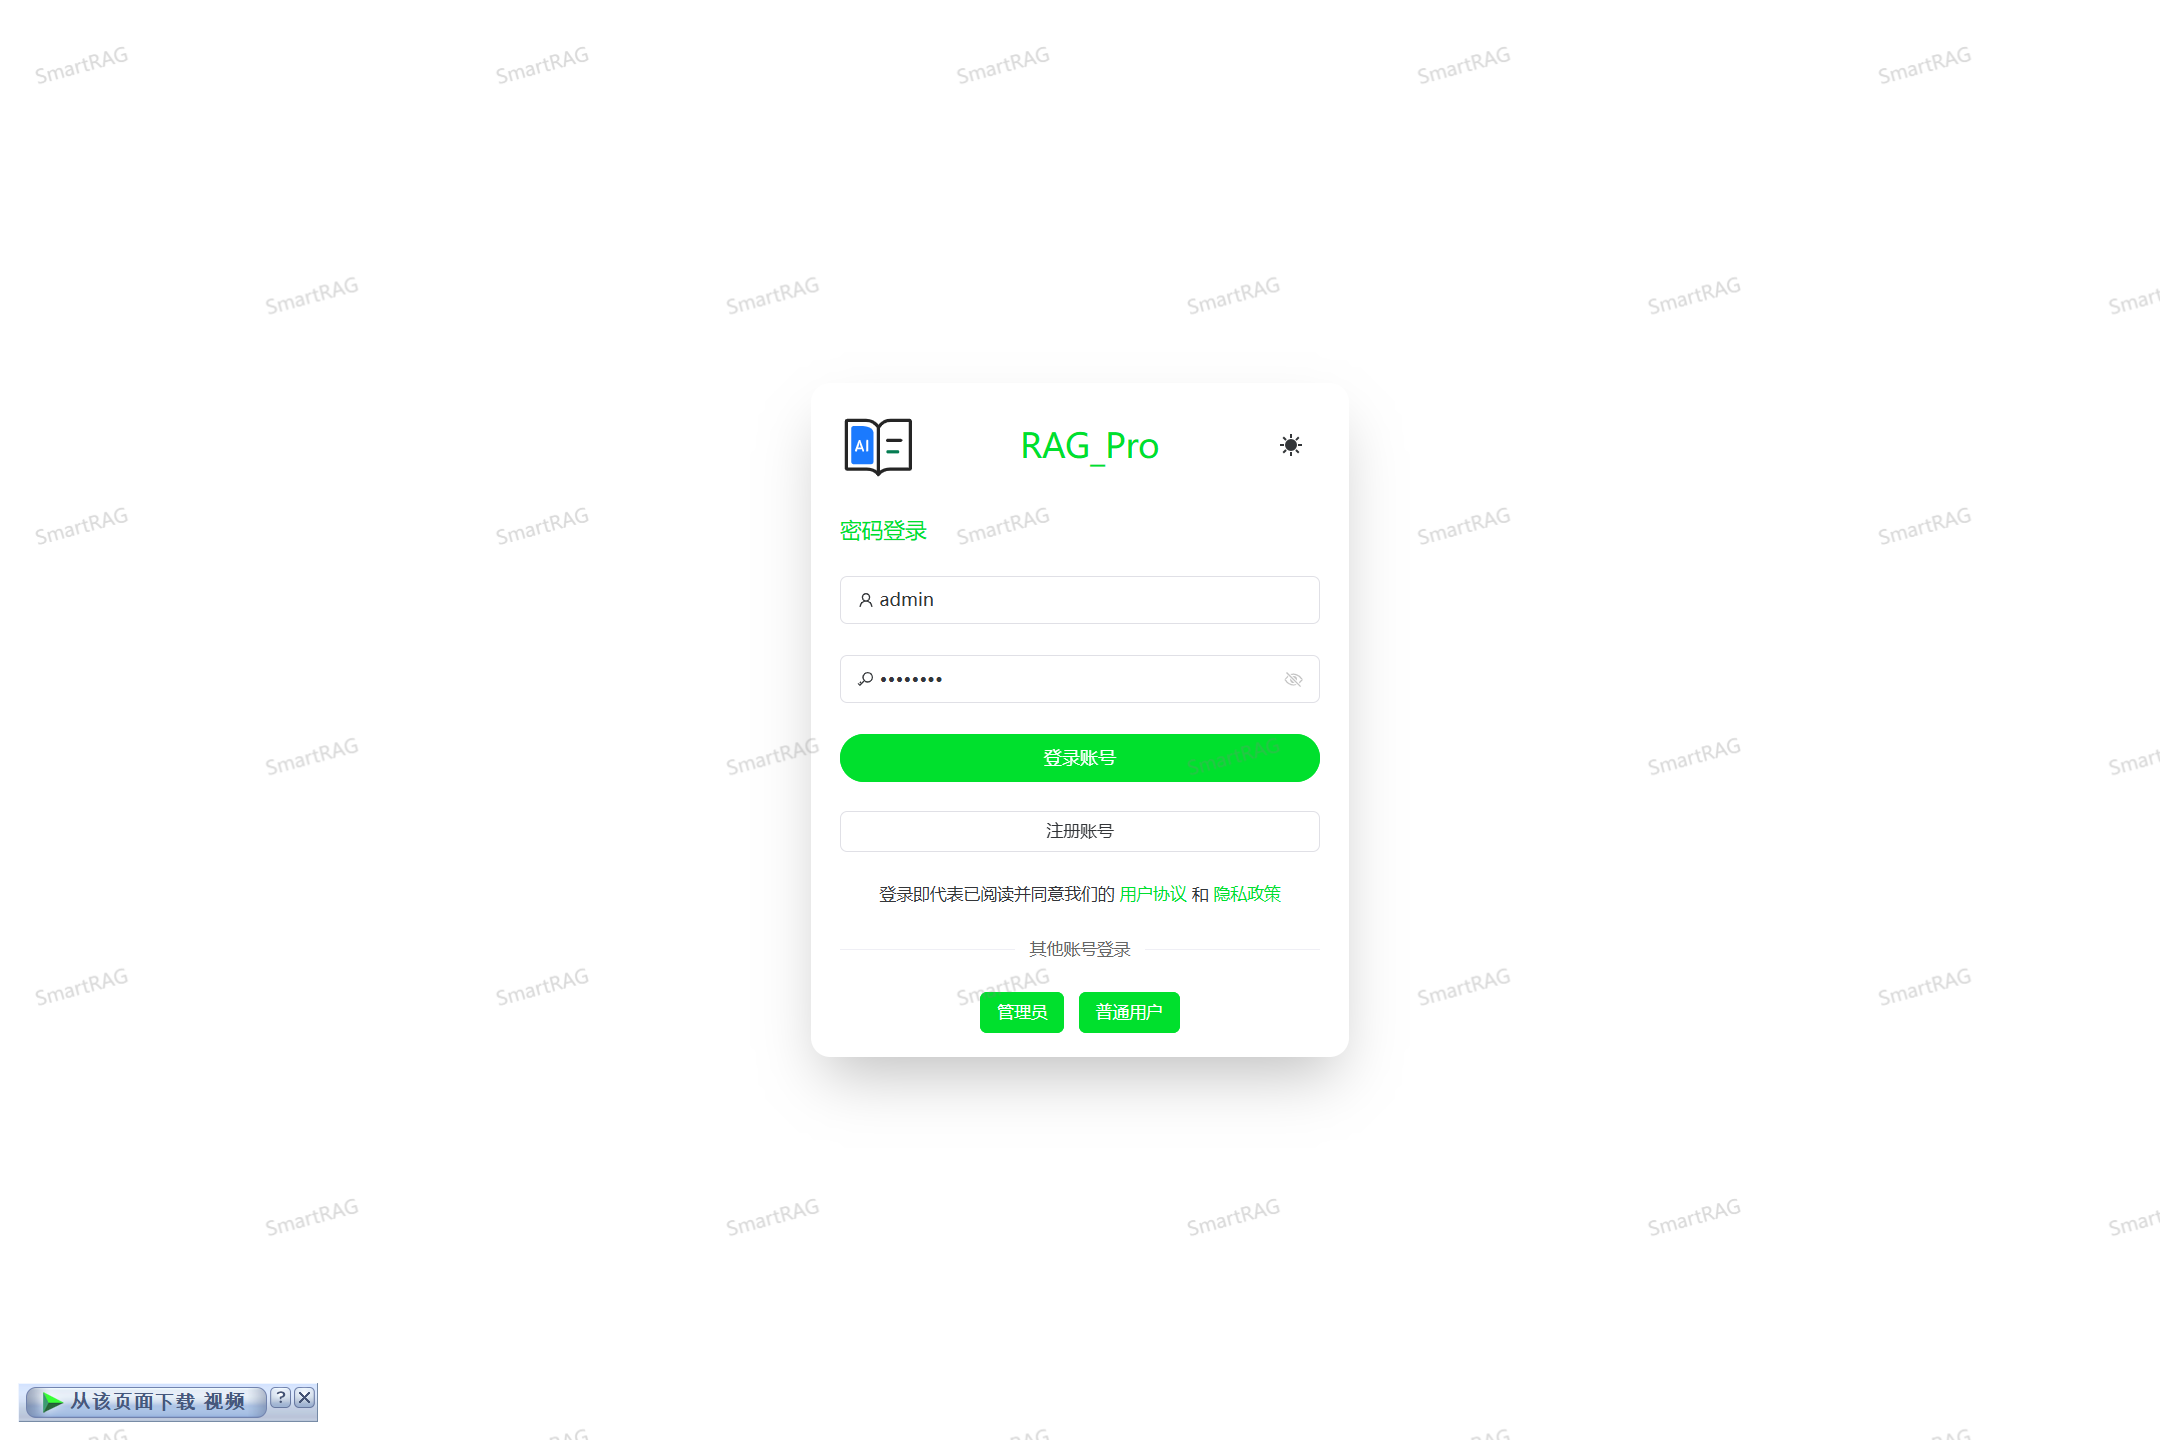 SmartRAG SmartRAG SmartRAG SmartRAG SmartRAG
SmartRAG SmartRAG SmartRAG SmartRAG Smart
AI
RAG_Pro
密码登录
SmartRAG SmartRAG SmartRAG SmartRAG SmartRAG
admin
••••••••
SmartRAG SmartRAG SmartRAG SmartRAG Smart
登录账号
注册账号
登录即代表已阅读并同意我们的 用户协议 和 隐私政策
其他账号登录
SmartRAG SmartRAG SmartRAG SmartRAG SmartRAG
管理员 普通用户
SmartRAG SmartRAG SmartRAG SmartRAG Smart
从该页面下载 视频 ?